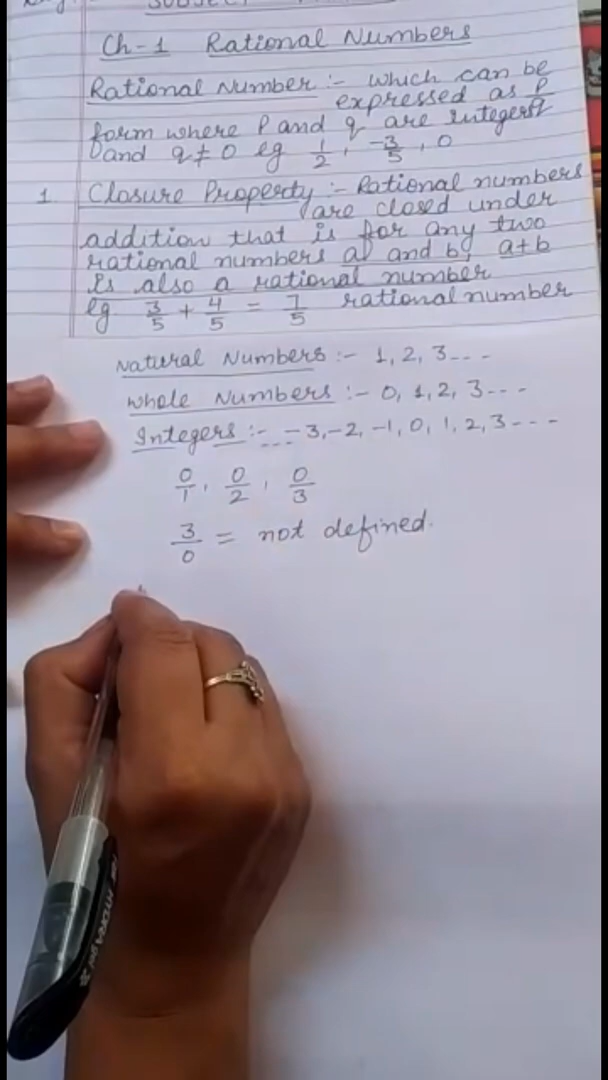 SUBJECT
Ch-1 Rational Numbers
Rational Number :- which can be
expressed as P/q
form where P and q are integers
and q ≠ 0 eg 1/2, -3/5, 0
1 Closure Property :- Rational numbers
are closed under
addition that is for any two
rational numbers a and b, a+b
is also a rational number
eg 3/5 + 4/5 = 7/5 rational number
Natural Numbers :- 1, 2, 3---
Whole Numbers :- 0, 1, 2, 3---
Integers :- ---3, -2, -1, 0, 1, 2, 3---
0/1, 0/2, 0/3
3/0 = not defined.